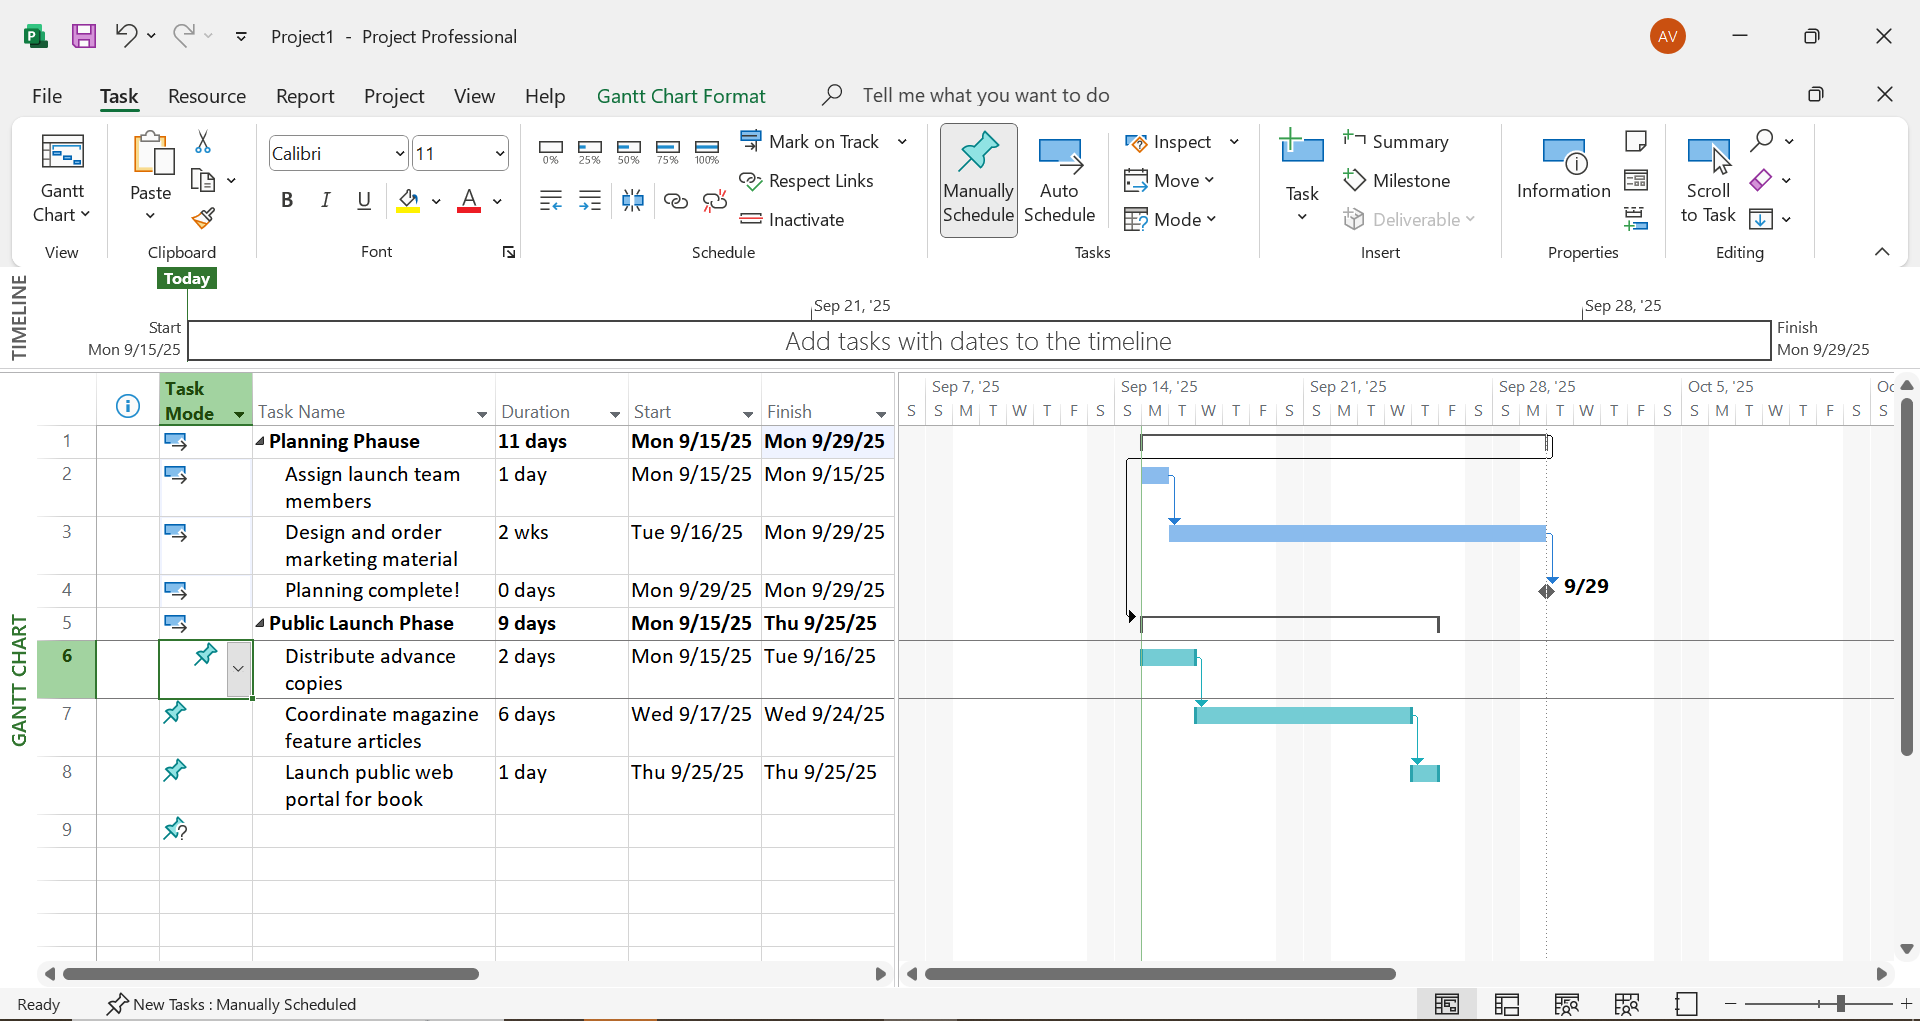 Project1 - Project Professional
AV
File Task Resource Report Project View Help Gantt Chart Format Tell me what you want to do
Gantt
Chart
View
Paste
Clipboard
Calibri 11
B I U A
Font
0% 25% 50% 75% 100%
Mark on Track
Respect Links
Inactivate
Schedule
Manually
Schedule
Auto
Schedule
Inspect
Move
Mode
Tasks
Task
Summary
Milestone
Deliverable
Insert
Information
Properties
Scroll
to Task
Editing
TIMELINE
Today
Sep 21, '25 Sep 28, '25
Start
Mon 9/15/25
Add tasks with dates to the timeline
Finish
Mon 9/29/25
GANTT CHART
Task
Mode Task Name Duration Start Finish
1 Planning Phause 11 days Mon 9/15/25 Mon 9/29/25
2 Assign launch team 1 day Mon 9/15/25 Mon 9/15/25
members
3 Design and order 2 wks Tue 9/16/25 Mon 9/29/25
marketing material
4 Planning complete! 0 days Mon 9/29/25 Mon 9/29/25
5 Public Launch Phase 9 days Mon 9/15/25 Thu 9/25/25
6 Distribute advance 2 days Mon 9/15/25 Tue 9/16/25
copies
7 Coordinate magazine 6 days Wed 9/17/25 Wed 9/24/25
feature articles
8 Launch public web 1 day Thu 9/25/25 Thu 9/25/25
portal for book
9
Sep 7, '25 Sep 14, '25 Sep 21, '25 Sep 28, '25 Oct 5, '25 Oc
S S M T W T F S S M T W T F S S M T W T F S S M T W T F S S M T W T F S S
9/29
Ready New Tasks : Manually Scheduled